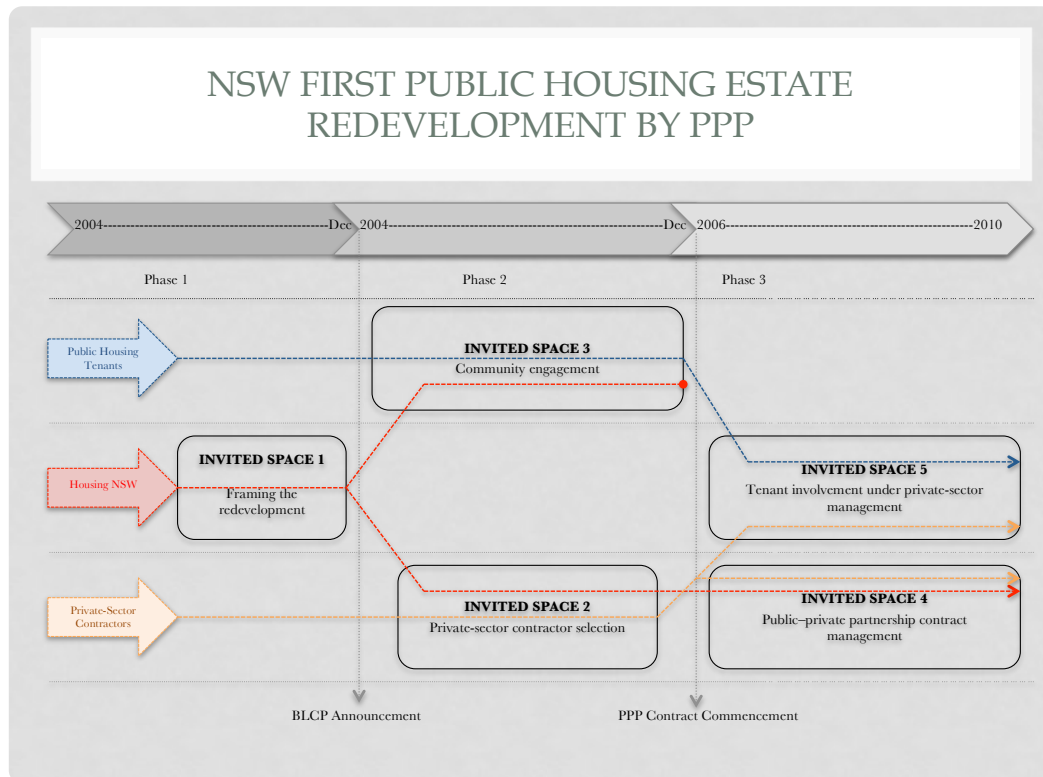 NSW FIRST PUBLIC HOUSING ESTATE
REDEVELOPMENT BY PPP
2004-----------------------------------------------Dec
2004---------------------------------------------------------------Dec
2006---------------------------------------------------2010
Phase 1
Phase 2
Phase 3
Public Housing
Tenants
INVITED SPACE 3
Community engagement
Housing NSW
INVITED SPACE 1
Framing the
redevelopment
INVITED SPACE 5
Tenant involvement under private-sector
management
Private-Sector
Contractors
INVITED SPACE 2
Private-sector contractor selection
INVITED SPACE 4
Public–private partnership contract
management
BLCP Announcement
PPP Contract Commencement